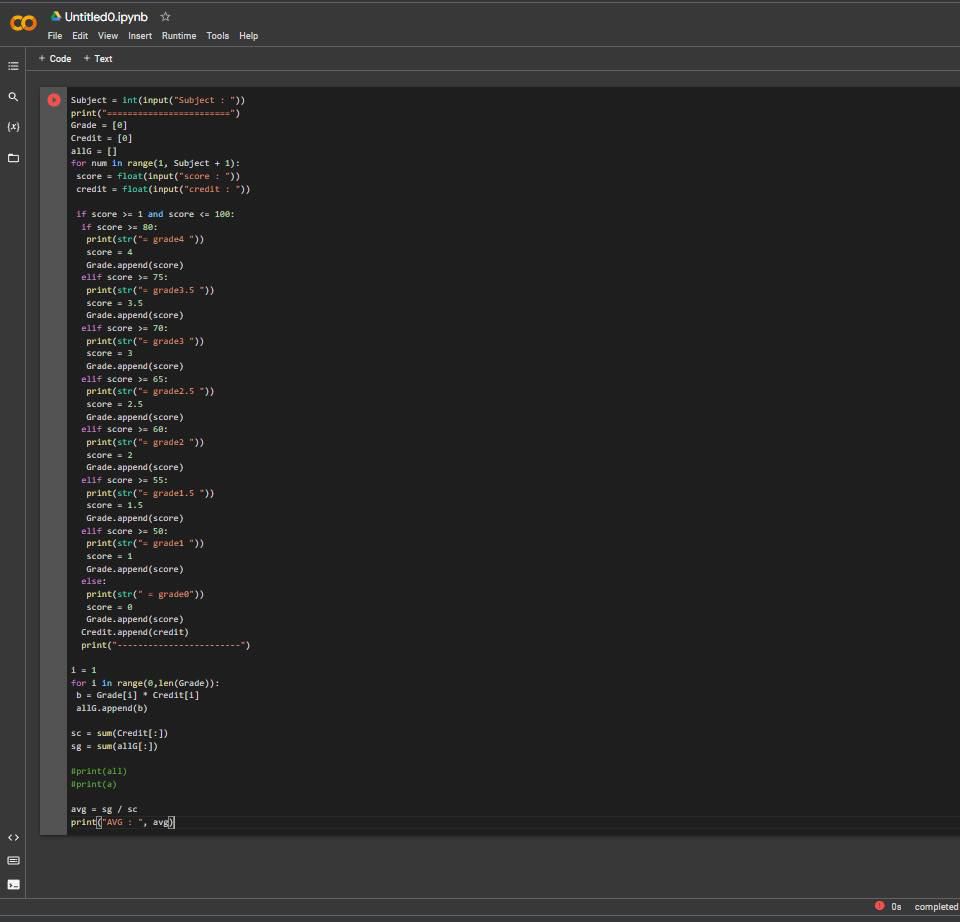 Untitled0.ipynb
File Edit View Insert Runtime Tools Help
+ Code + Text
Subject = int(input("Subject : "))
print("========================")
Grade = [0]
Credit = [0]
allG = []
for num in range(1, Subject + 1):
 score = float(input("score : "))
 credit = float(input("credit : "))
 if score >= 1 and score <= 100:
  if score >= 80:
   print(str("= grade4 "))
   score = 4
   Grade.append(score)
  elif score >= 75:
   print(str("= grade3.5 "))
   score = 3.5
   Grade.append(score)
  elif score >= 70:
   print(str("= grade3 "))
   score = 3
   Grade.append(score)
  elif score >= 65:
   print(str("= grade2.5 "))
   score = 2.5
   Grade.append(score)
  elif score >= 60:
   print(str("= grade2 "))
   score = 2
   Grade.append(score)
  elif score >= 55:
   print(str("= grade1.5 "))
   score = 1.5
   Grade.append(score)
  elif score >= 50:
   print(str("= grade1 "))
   score = 1
   Grade.append(score)
  else:
   print(str(" = grade0"))
   score = 0
   Grade.append(score)
  Credit.append(credit)
  print("------------------------")
i = 1
for i in range(0,len(Grade)):
 b = Grade[i] * Credit[i]
 allG.append(b)
sc = sum(Credit[:])
sg = sum(allG[:])
#print(all)
#print(a)
avg = sg / sc
print("AVG : ", avg)
0s completed